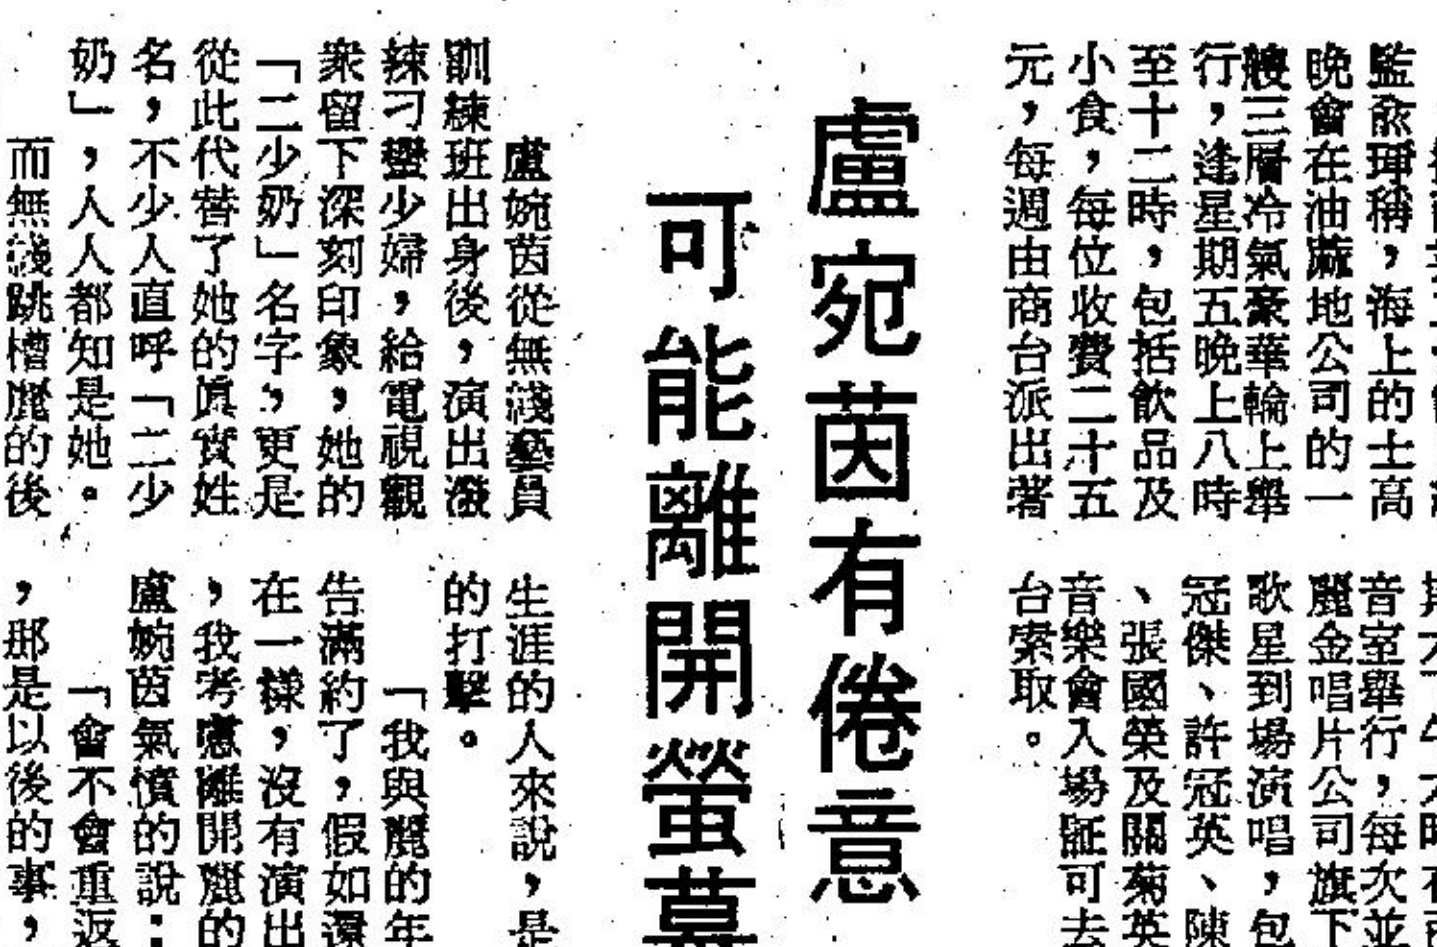 監兪琤稱，海上的士高
晚會在油蔴地公司的一
艘三層冷氣豪華輪上舉
行，逢星期五晚上八時
至十二時，包括飲品及
小食，每位收費二十五
元，每週由商台派出著
音室舉行，每次並
麗金唱片公司旗下
歌星到場演唱，包
冠傑、許冠英、陳
、張國榮及關菊英
音樂會入場証可去
台索取。
盧宛茵有倦意
可能離開螢幕
盧婉茵從無綫藝員
訓練班出身後，演出潑
辣刁蠻少婦，給電視觀
衆留下深刻印象，她的
「二少奶」名字，更是
從此代替了她的眞實姓
名，不少人直呼「二少
奶」，人人都知是她。
而無綫跳槽麗的後
生涯的人來說，是
的打擊。
「我與麗的年
告滿約了，假如還
在一樣，沒有演出
，我考慮離開麗的
盧婉茵氣憤的說：
「會不會重返
，那是以後的事，